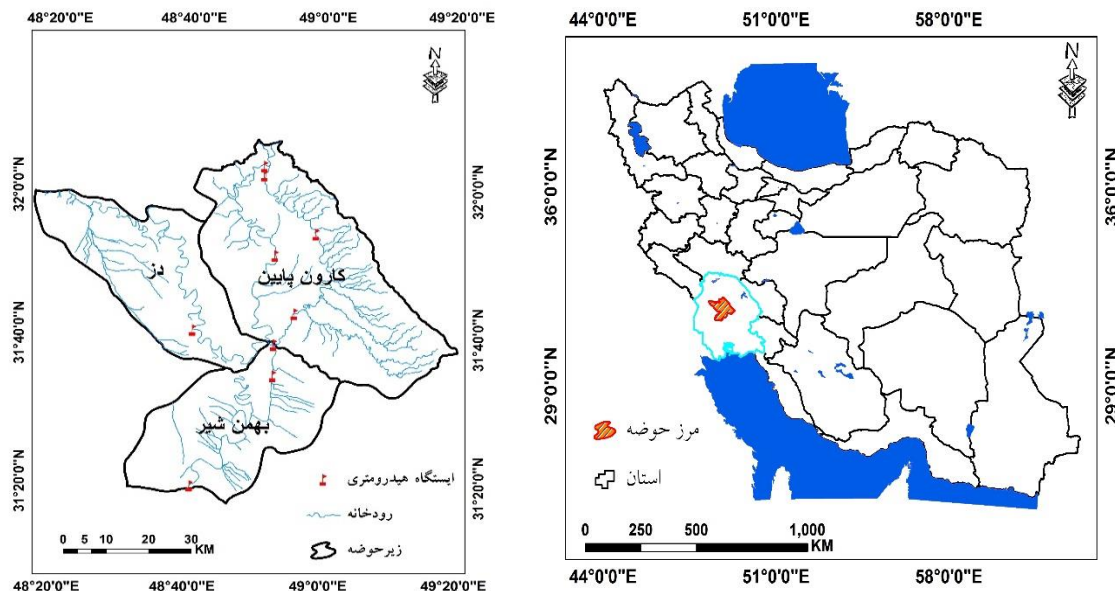 48°20'0"E
48°40'0"E
49°0'0"E
49°20'0"E
N
32°0'0"N
32°0'0"N
31°40'0"N
31°40'0"N
31°20'0"N
31°20'0"N
دز
کارون پایین
بهمن شیر
ایستگاه هیدرومتری
رودخانه
زیرحوضه
0 5 10 20 30
KM
48°20'0"E
48°40'0"E
49°0'0"E
49°20'0"E
44°0'0"E
51°0'0"E
58°0'0"E
N
36°0'0"N
36°0'0"N
29°0'0"N
29°0'0"N
مرز حوضه
استان
0 250 500 1,000
KM
44°0'0"E
51°0'0"E
58°0'0"E